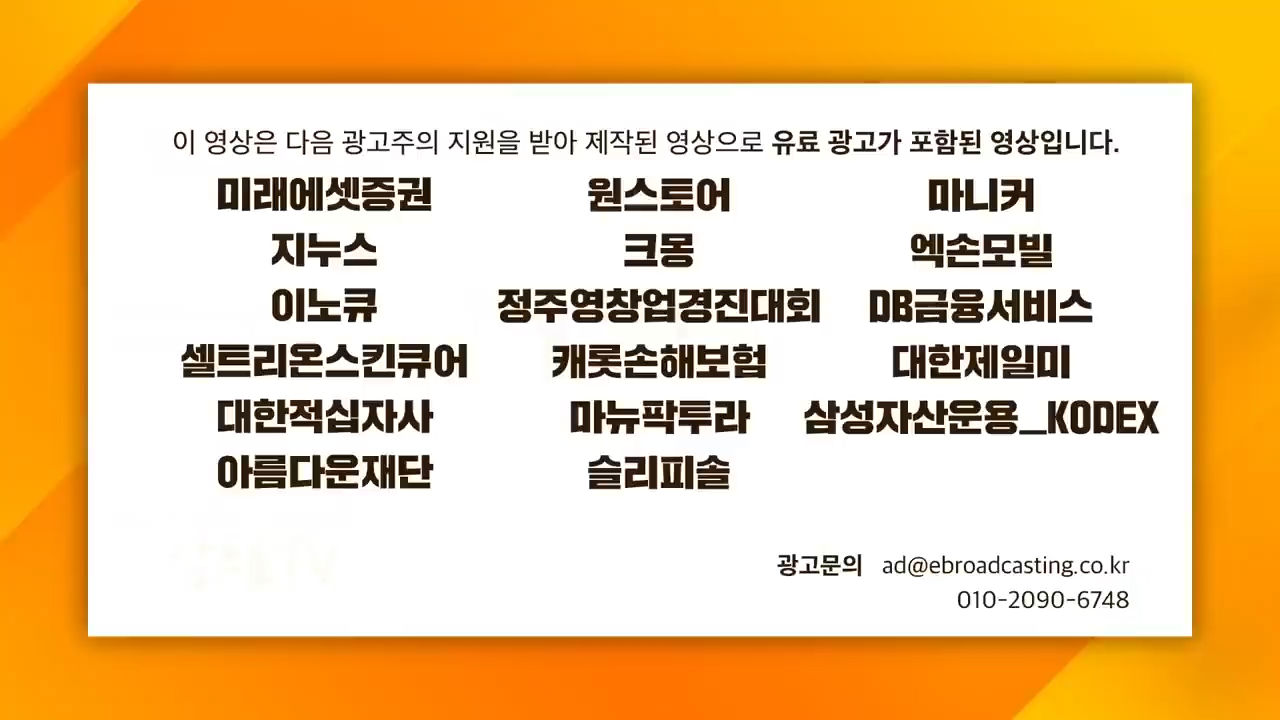 이 영상은 다음 광고주의 지원을 받아 제작된 영상으로 유료 광고가 포함된 영상입니다.
미래에셋증권 원스토어 마니커
지누스 크몽 엑손모빌
이노큐 정주영창업경진대회 DB금융서비스
셀트리온스킨큐어 캐롯손해보험 대한제일미
대한적십자사 마뉴팍투라 삼성자산운용_KODEX
아름다운재단 슬리피솔
광고문의 ad@ebroadcasting.co.kr
010-2090-6748